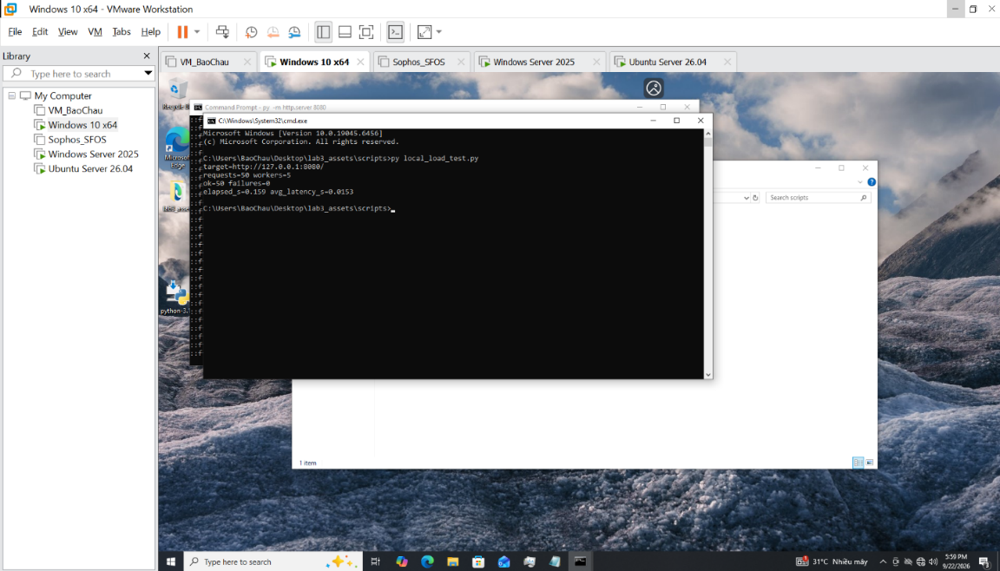 Windows 10 x64 - VMware Workstation
File Edit View VM Tabs Help
Library
Type here to search
My Computer
VM_BaoChau
Windows 10 x64
Sophos_SFOS
Windows Server 2025
Ubuntu Server 26.04
VM_BaoChau
Windows 10 x64
Sophos_SFOS
Windows Server 2025
Ubuntu Server 26.04
Command Prompt - py -m http.server 8080
C:\Windows\System32\cmd.exe
Microsoft Windows [Version 10.0.19045.6456]
(c) Microsoft Corporation. All rights reserved.
C:\Users\BaoChau\Desktop\lab3_assets\scripts>py local_load_test.py
target=http://127.0.0.1:8080/
requests=50 workers=5
ok=50 failures=0
elapsed_s=0.159 avg_latency_s=0.0153
C:\Users\BaoChau\Desktop\lab3_assets\scripts>
Recycle
Microsoft
Edge
python-3.
Search scripts
1 item
Type here to search
31°C Nhiều mây
5:59 PM
9/22/2026